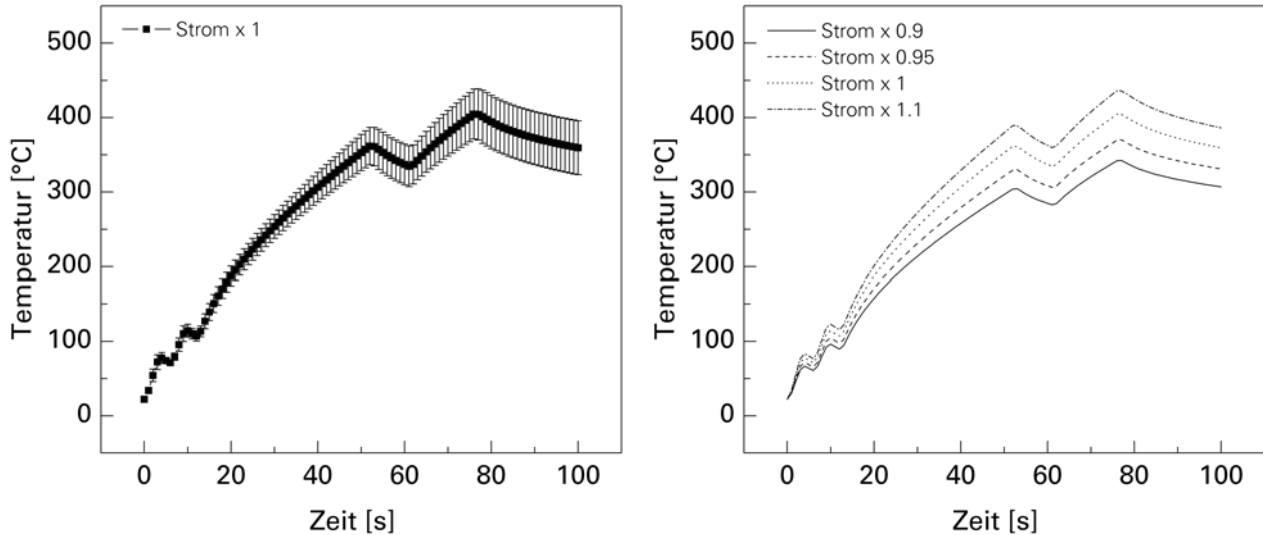 Strom x 1
500
400
300
200
100
0
Temperatur [°C]
0 20 40 60 80 100
Zeit [s]
Strom x 0.9
Strom x 0.95
Strom x 1
Strom x 1.1
500
400
300
200
100
0
Temperatur [°C]
0 20 40 60 80 100
Zeit [s]